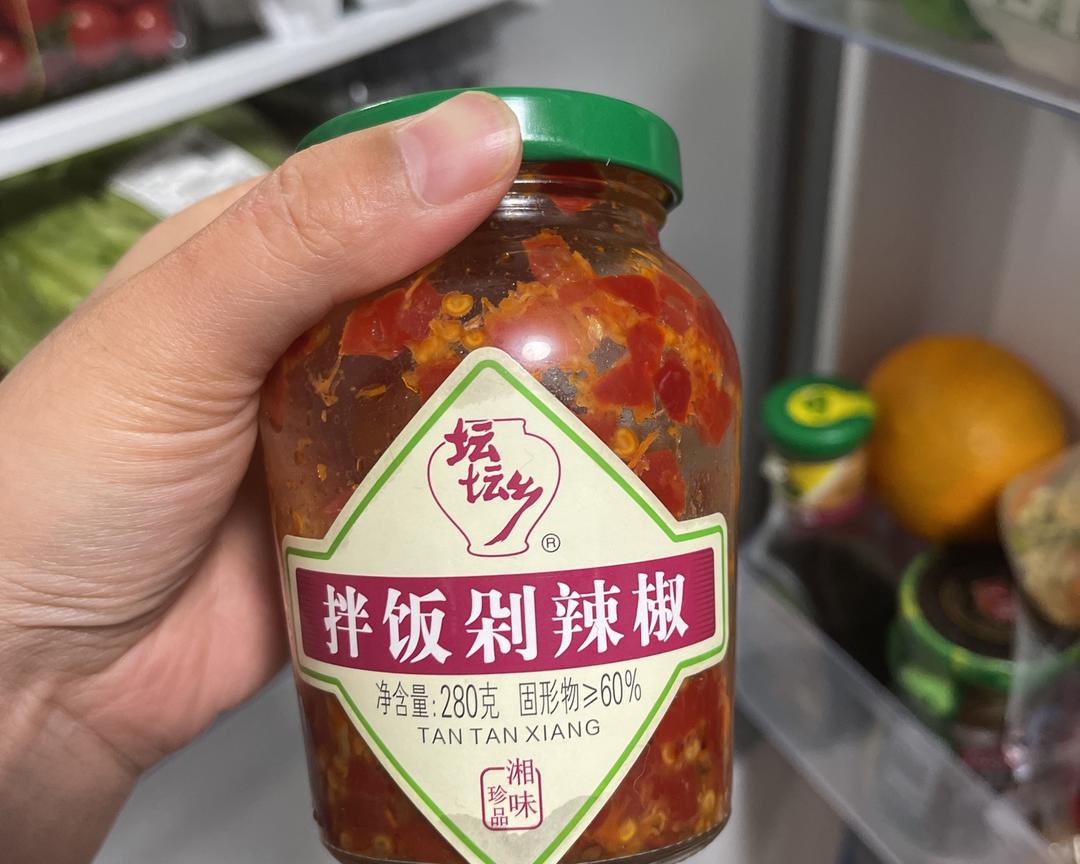 坛
坛乡
®
拌饭剁辣椒
净含量:280克 固形物≥60%
TAN TAN XIANG
湘味
珍品